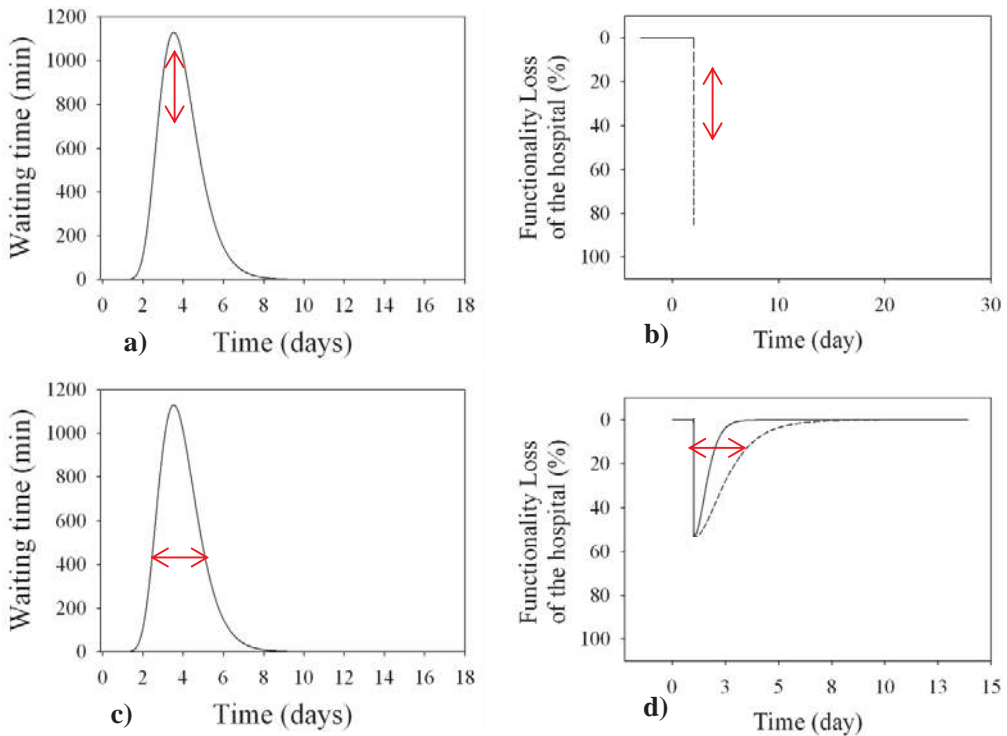 1200
1000
800
600
400
200
0
Waiting time (min)
0 2 4 6 8 10 12 14 16 18
Time (days)
a)
0
20
40
60
80
100
Functionality Loss
of the hospital (%)
0 10 20 30
Time (day)
b)
1200
1000
800
600
400
200
0
Waiting time (min)
0 2 4 6 8 10 12 14 16 18
Time (days)
c)
0
20
40
60
80
100
Functionality Loss
of the hospital (%)
0 3 5 8 10 13 15
Time (day)
d)